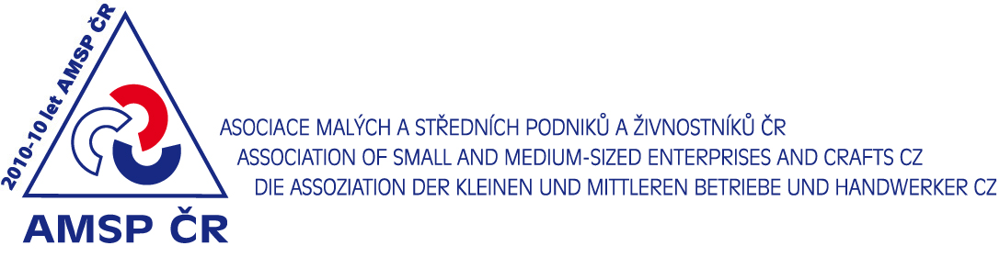 2010-10 let AMSP ČR
ASOCIACE MALÝCH A STŘEDNÍCH PODNIKŮ A ŽIVNOSTNÍKŮ ČR
ASSOCIATION OF SMALL AND MEDIUM-SIZED ENTERPRISES AND CRAFTS CZ
DIE ASSOZIATION DER KLEINEN UND MITTLEREN BETRIEBE UND HANDWERKER CZ
AMSP ČR